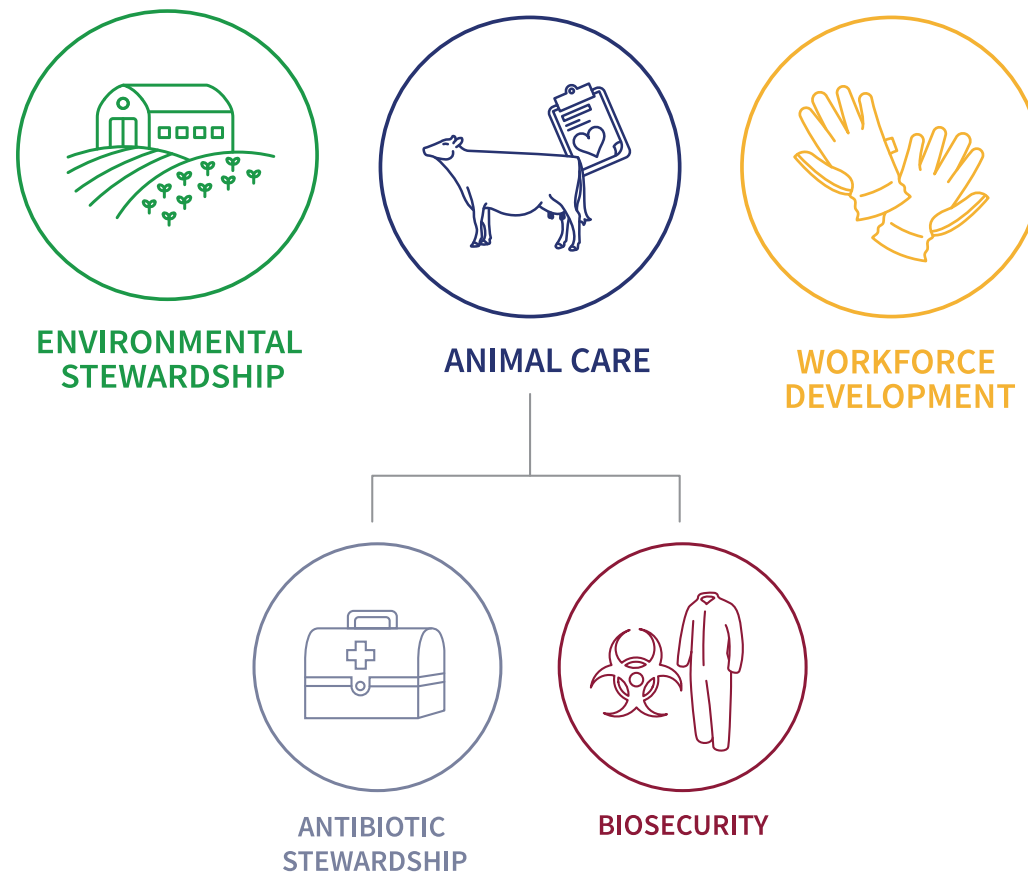 ENVIRONMENTAL
STEWARDSHIP
ANIMAL CARE
WORKFORCE
DEVELOPMENT
ANTIBIOTIC
STEWARDSHIP
BIOSECURITY